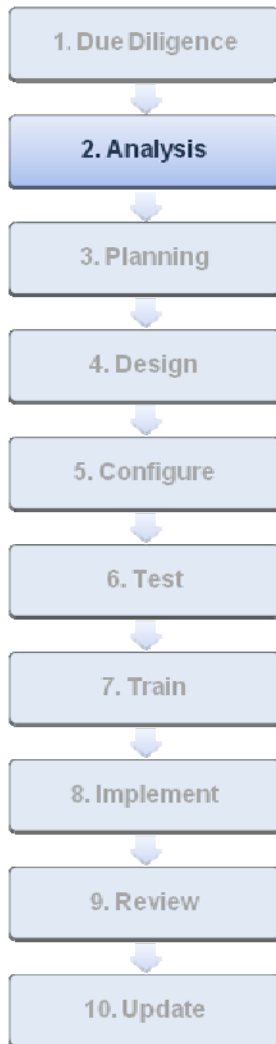 1. Due Diligence
2. Analysis
3. Planning
4. Design
5. Configure
6. Test
7. Train
8. Implement
9. Review
10. Update